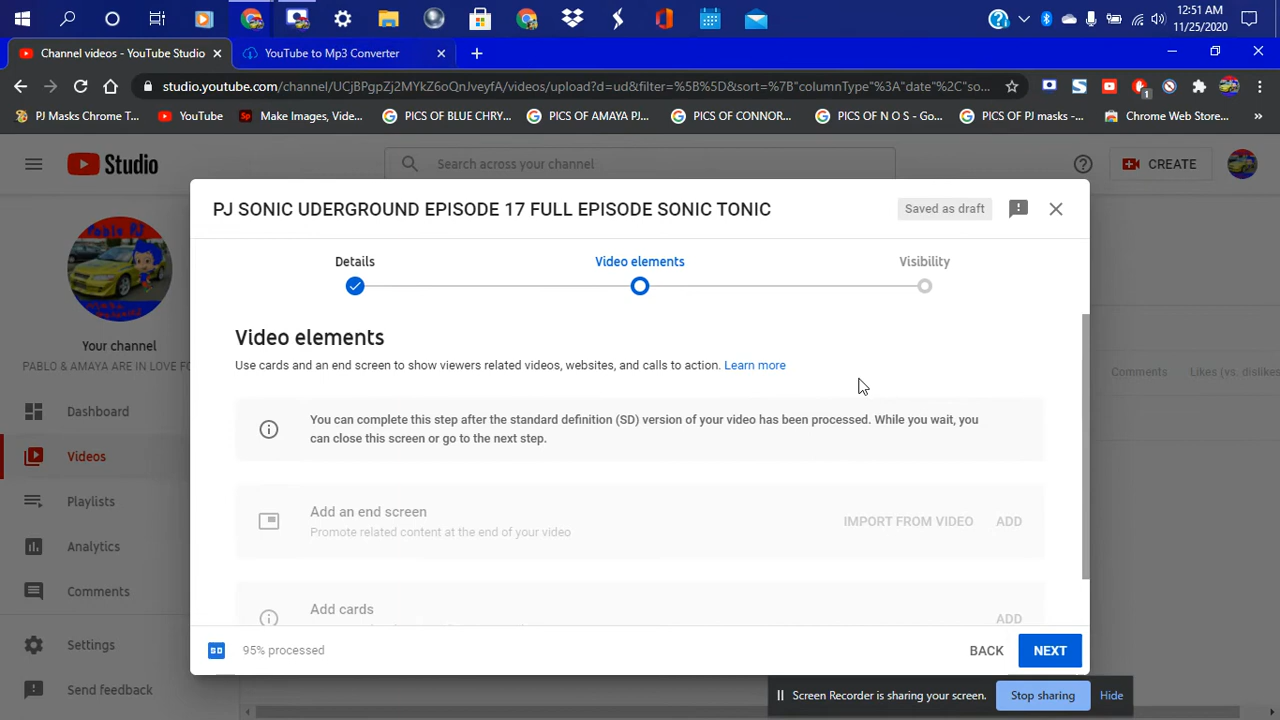 12:51 AM
11/25/2020
Channel videos - YouTube Studio
YouTube to Mp3 Converter
studio.youtube.com/channel/UCjBPgpZj2MYkZ6oQnJveyfA/videos/upload?d=ud&filter=%5B%5D&sort=%7B"columnType"%3A"date"%2C"so...
1
PJ Masks Chrome T...
YouTube
Sp
Make Images, Vide...
PICS OF BLUE CHRY...
PICS OF AMAYA PJ...
PICS OF CONNOR...
PICS OF N O S - Go...
PICS OF PJ masks - ...
Chrome Web Store...
Studio
Search across your channel
CREATE
PJ SONIC UDERGROUND EPISODE 17 FULL EPISODE SONIC TONIC
Saved as draft
Details
Video elements
Visibility
Pablo PJ
Your channel
PABLO & AMAYA ARE IN LOVE FO
Dashboard
Videos
Playlists
Analytics
Comments
Settings
Send feedback
Comments
Likes (vs. dislikes
Video elements
Use cards and an end screen to show viewers related videos, websites, and calls to action. Learn more
You can complete this step after the standard definition (SD) version of your video has been processed. While you wait, you
can close this screen or go to the next step.
Add an end screen
Promote related content at the end of your video
IMPORT FROM VIDEO
ADD
Add cards
ADD
SD
95% processed
BACK
NEXT
Screen Recorder is sharing your screen.
Stop sharing
Hide